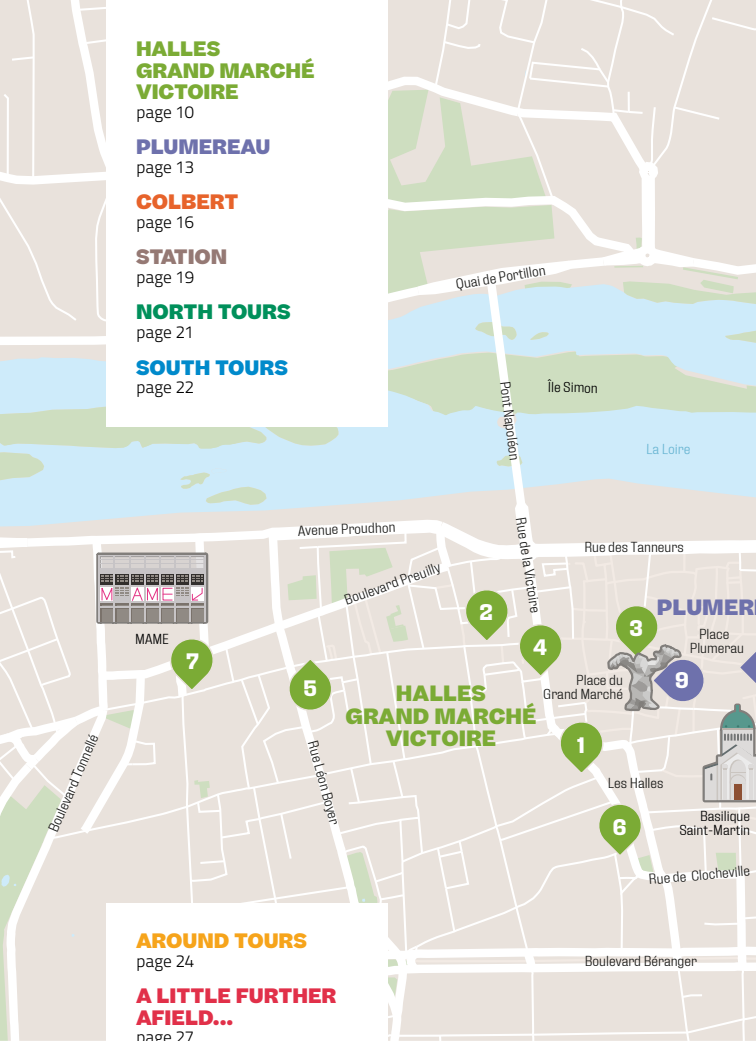 HALLES
GRAND MARCHÉ
VICTOIRE
page 10
PLUMEREAU
page 13
COLBERT
page 16
STATION
page 19
NORTH TOURS
page 21
SOUTH TOURS
page 22
Quai de Portillon
Pont Napoléon
Île Simon
La Loire
Avenue Proudhon
Rue de la Victoire
Rue des Tanneurs
Boulevard Preuilly
MAME
MAME
PLUMER
Place
Plumerau
2
3
4
7
5
9
Place du
Grand Marché
HALLES
GRAND MARCHÉ
VICTOIRE
1
Boulevard Tonnellé
Rue Léon Boyer
Les Halles
6
Basilique
Saint-Martin
Rue de Clocheville
Boulevard Béranger
AROUND TOURS
page 24
A LITTLE FURTHER
AFIELD...
page 27